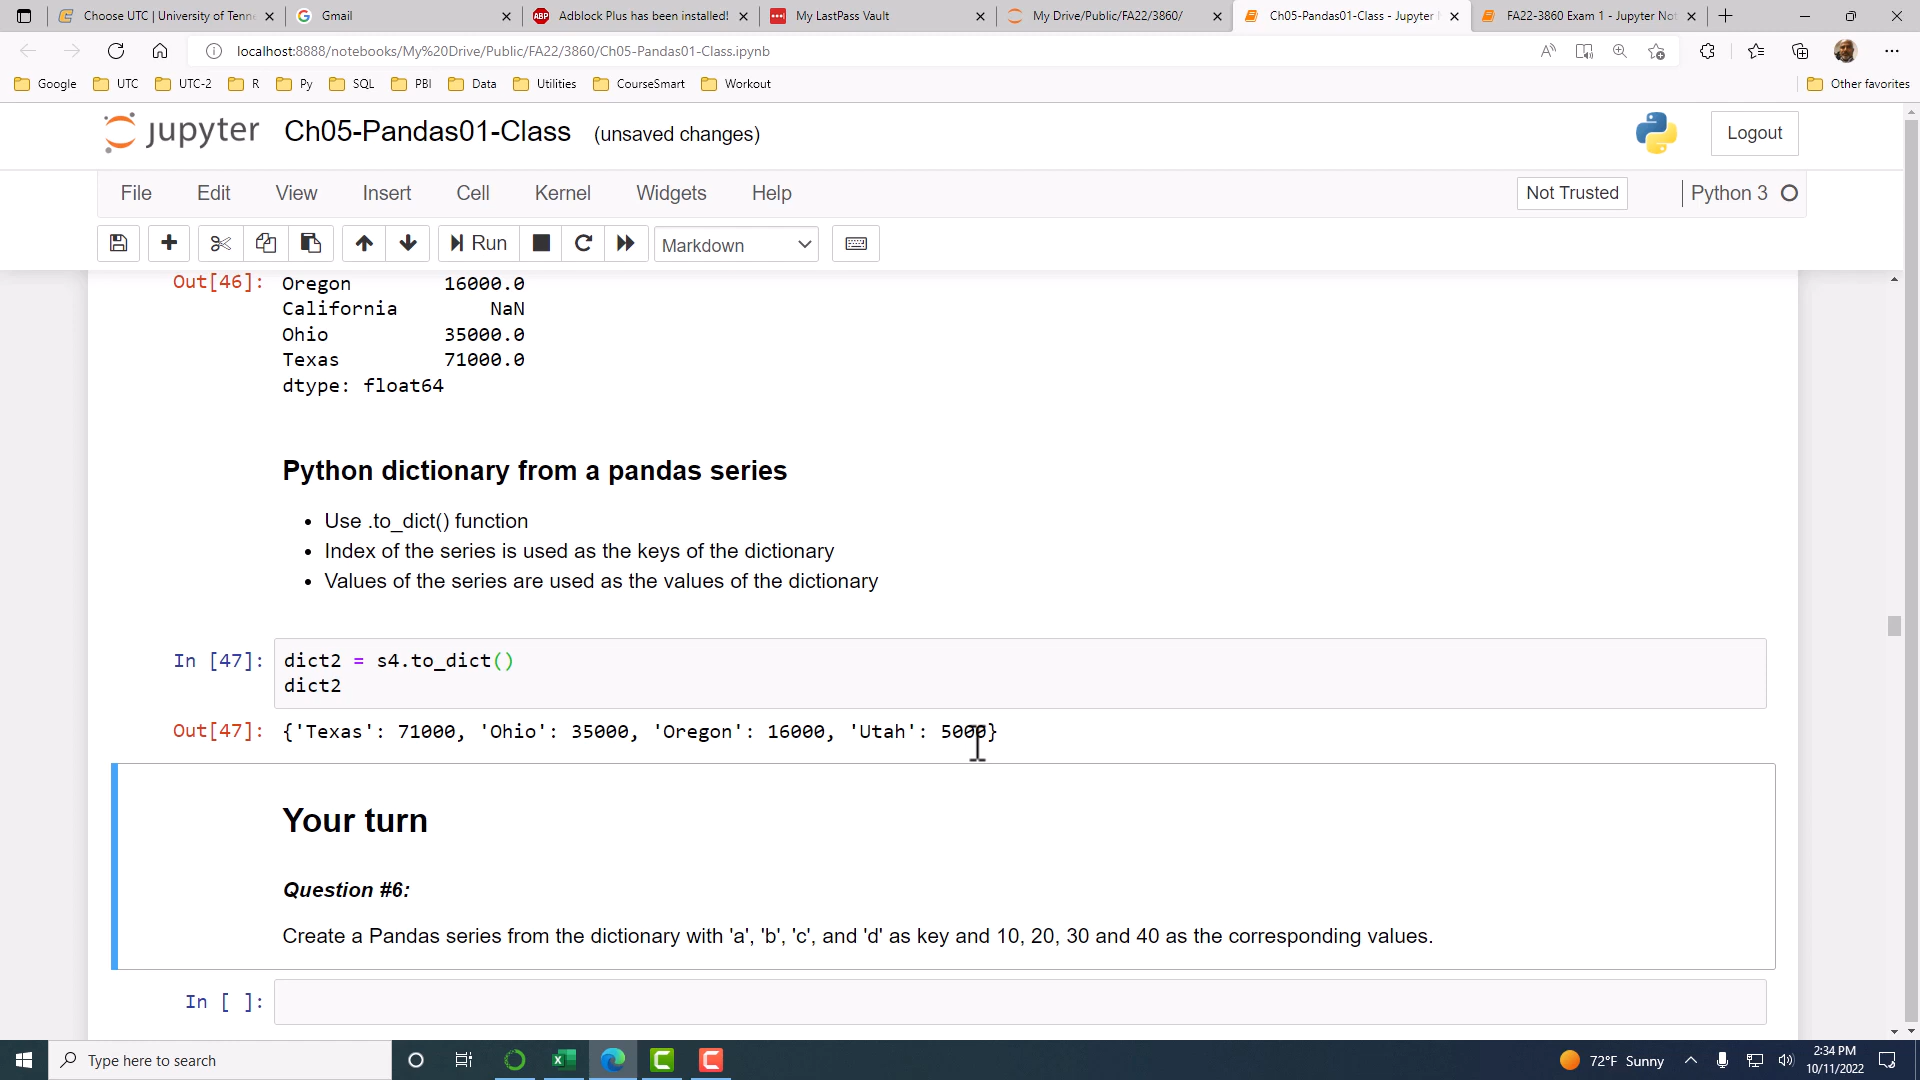 Choose UTC | University of Tenne
Gmail
ABP Adblock Plus has been installed!
My LastPass Vault
My Drive/Public/FA22/3860/
Ch05-Pandas01-Class - Jupyter
FA22-3860 Exam 1 - Jupyter Not
localhost:8888/notebooks/My%20Drive/Public/FA22/3860/Ch05-Pandas01-Class.ipynb
Google UTC UTC-2 R Py SQL PBI Data Utilities CourseSmart Workout Other favorites
jupyter Ch05-Pandas01-Class (unsaved changes) Logout
File Edit View Insert Cell Kernel Widgets Help Not Trusted Python 3
Run Markdown
Out[46]: Oregon 16000.0
California NaN
Ohio 35000.0
Texas 71000.0
dtype: float64
Python dictionary from a pandas series
• Use .to_dict() function
• Index of the series is used as the keys of the dictionary
• Values of the series are used as the values of the dictionary
In [47]: dict2 = s4.to_dict()
dict2
Out[47]: {'Texas': 71000, 'Ohio': 35000, 'Oregon': 16000, 'Utah': 5000}
Your turn
Question #6:
Create a Pandas series from the dictionary with 'a', 'b', 'c', and 'd' as key and 10, 20, 30 and 40 as the corresponding values.
In [ ]:
Type here to search
72°F Sunny
2:34 PM
10/11/2022